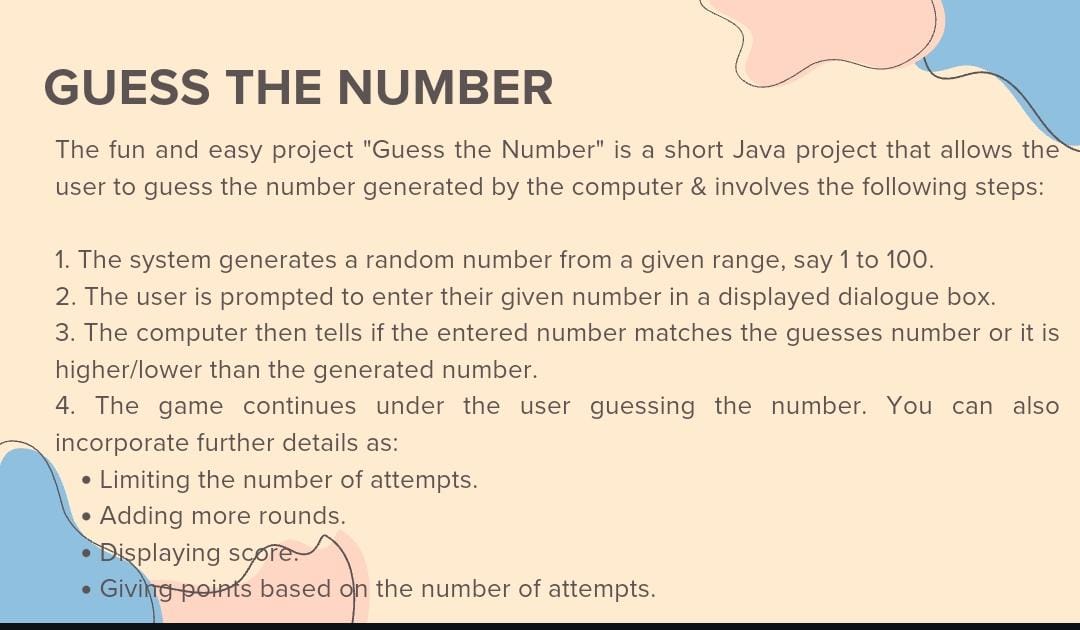 GUESS THE NUMBER
The fun and easy project "Guess the Number" is a short Java project that allows the
user to guess the number generated by the computer & involves the following steps:
1. The system generates a random number from a given range, say 1 to 100.
2. The user is prompted to enter their given number in a displayed dialogue box.
3. The computer then tells if the entered number matches the guesses number or it is
higher/lower than the generated number.
4. The game continues under the user guessing the number. You can also
incorporate further details as:
• Limiting the number of attempts.
• Adding more rounds.
• Displaying score.
• Giving points based on the number of attempts.